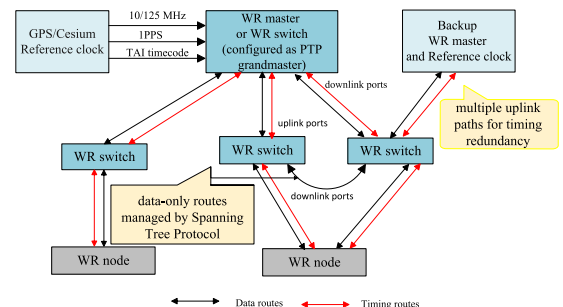 GPS/Cesium
Reference clock
10/125 MHz
1PPS
TAI timecode
WR master
or WR switch
(configured as PTP
grandmaster)
Backup
WR master
and Reference clock
downlink ports
uplink ports
multiple uplink
paths for timing
redundancy
WR switch
WR switch
WR switch
data-only routes
managed by Spanning
Tree Protocol
downlink ports
WR node
WR node
Data routes
Timing routes